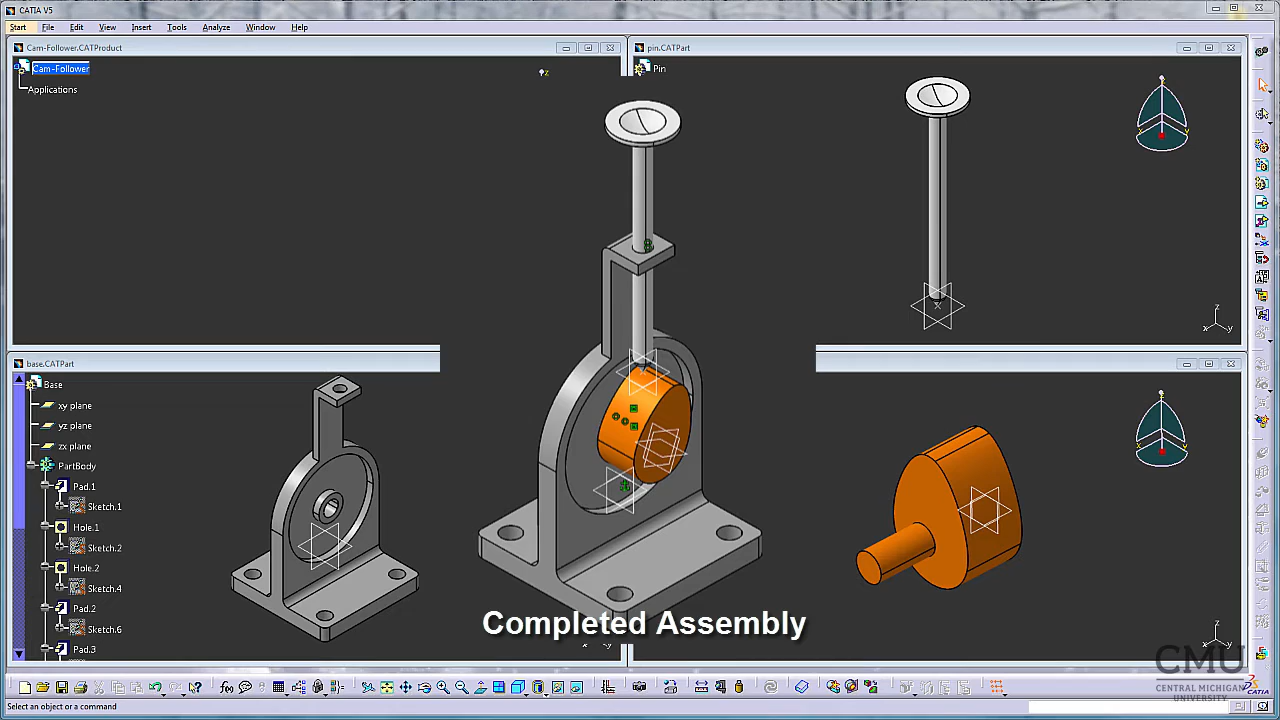 CATIA V5
Start File Edit View Insert Tools Analyze Window Help
Cam-Follower.CATProduct
Cam-Follower
Applications
z
pin.CATPart
Pin
z
x y
base.CATPart
Base
xy plane
yz plane
zx plane
PartBody
Pad.1
Sketch.1
Hole.1
Sketch.2
Hole.2
Sketch.4
Pad.2
Sketch.6
Pad.3
Completed Assembly
z
x y
CMU
CENTRAL MICHIGAN
UNIVERSITY
CATIA
Select an object or a command